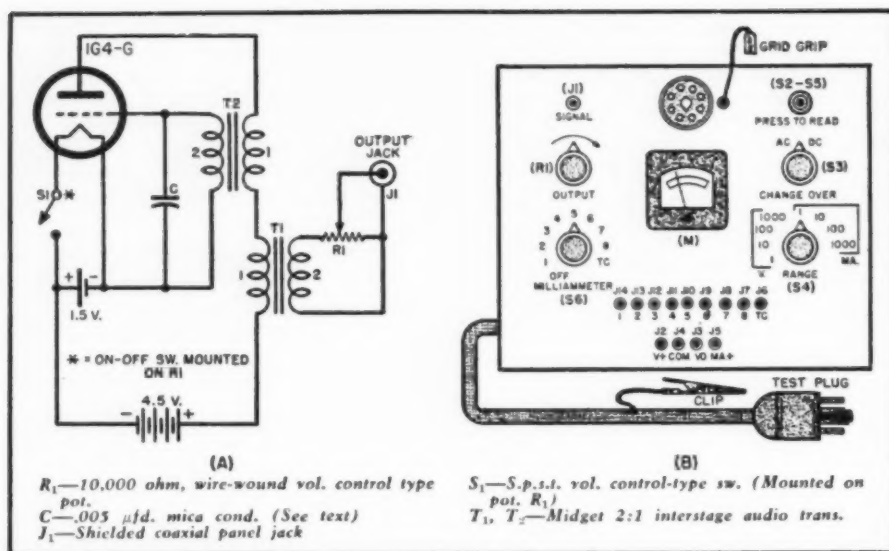 1G4-G
T2
2
1
S10*
C
OUTPUT
JACK
J1
T1
1
2
R1
+ -
1.5 V.
* = ON-OFF SW. MOUNTED
ON R1
4.5 V.
- +
(A)
GRID GRIP
(J1)
SIGNAL
(S2-S5)
PRESS TO READ
(R1)
OUTPUT
AC DC
(S3)
CHANGE OVER
(M)
1 2 3 4 5 6 7 8 TC
OFF
MILLIAMMETER
(S6)
1000 1 10
100 100
10 1000
1
V. MA.
RANGE
(S4)
J14 J13 J12 J11 J10 J9 J8 J7 J6
1 2 3 4 5 6 7 8 TC
J2 J4 J3 J5
V+ COM VO MA+
CLIP
TEST PLUG
(B)
R1—10,000 ohm, wire-wound vol. control type
pot.
C—.005 μfd. mica cond. (See text)
J1—Shielded coaxial panel jack
S1—S.p.s.t. vol. control-type sw. (Mounted on
pot. R1)
T1, T2—Midget 2:1 interstage audio trans.